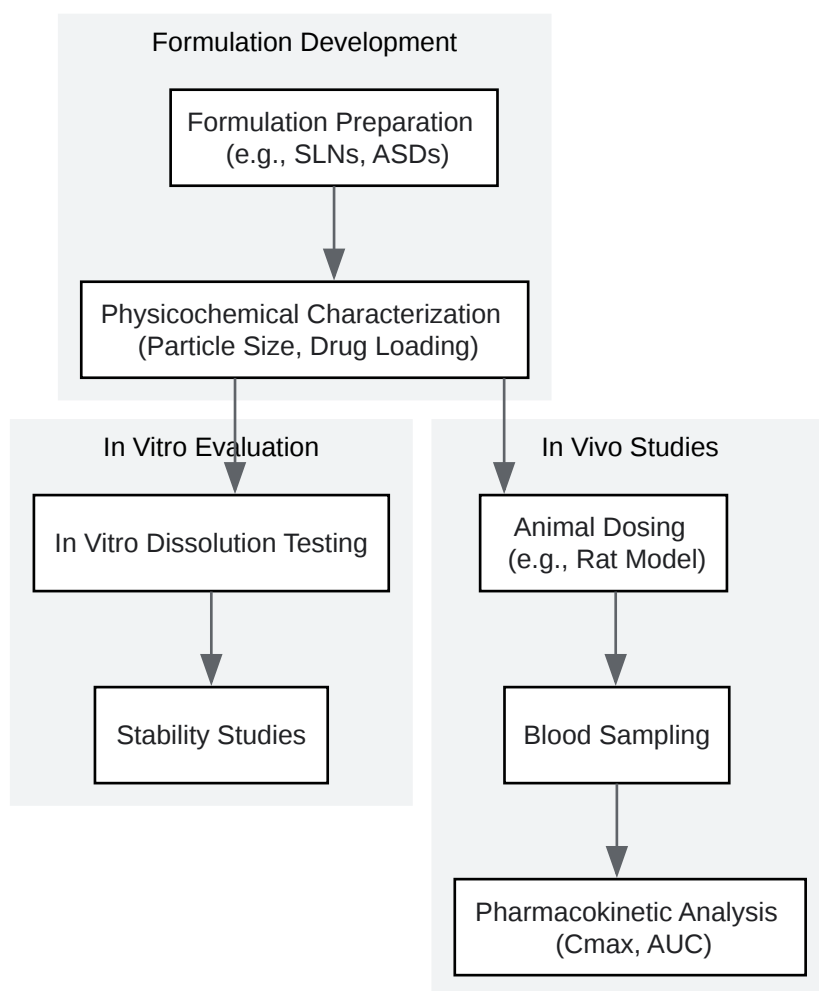 Formulation Development
Formulation Preparation
(e.g., SLNs, ASDs)
Physicochemical Characterization
(Particle Size, Drug Loading)
In Vitro Evaluation
In Vitro Dissolution Testing
Stability Studies
In Vivo Studies
Animal Dosing
(e.g., Rat Model)
Blood Sampling
Pharmacokinetic Analysis
(Cmax, AUC)